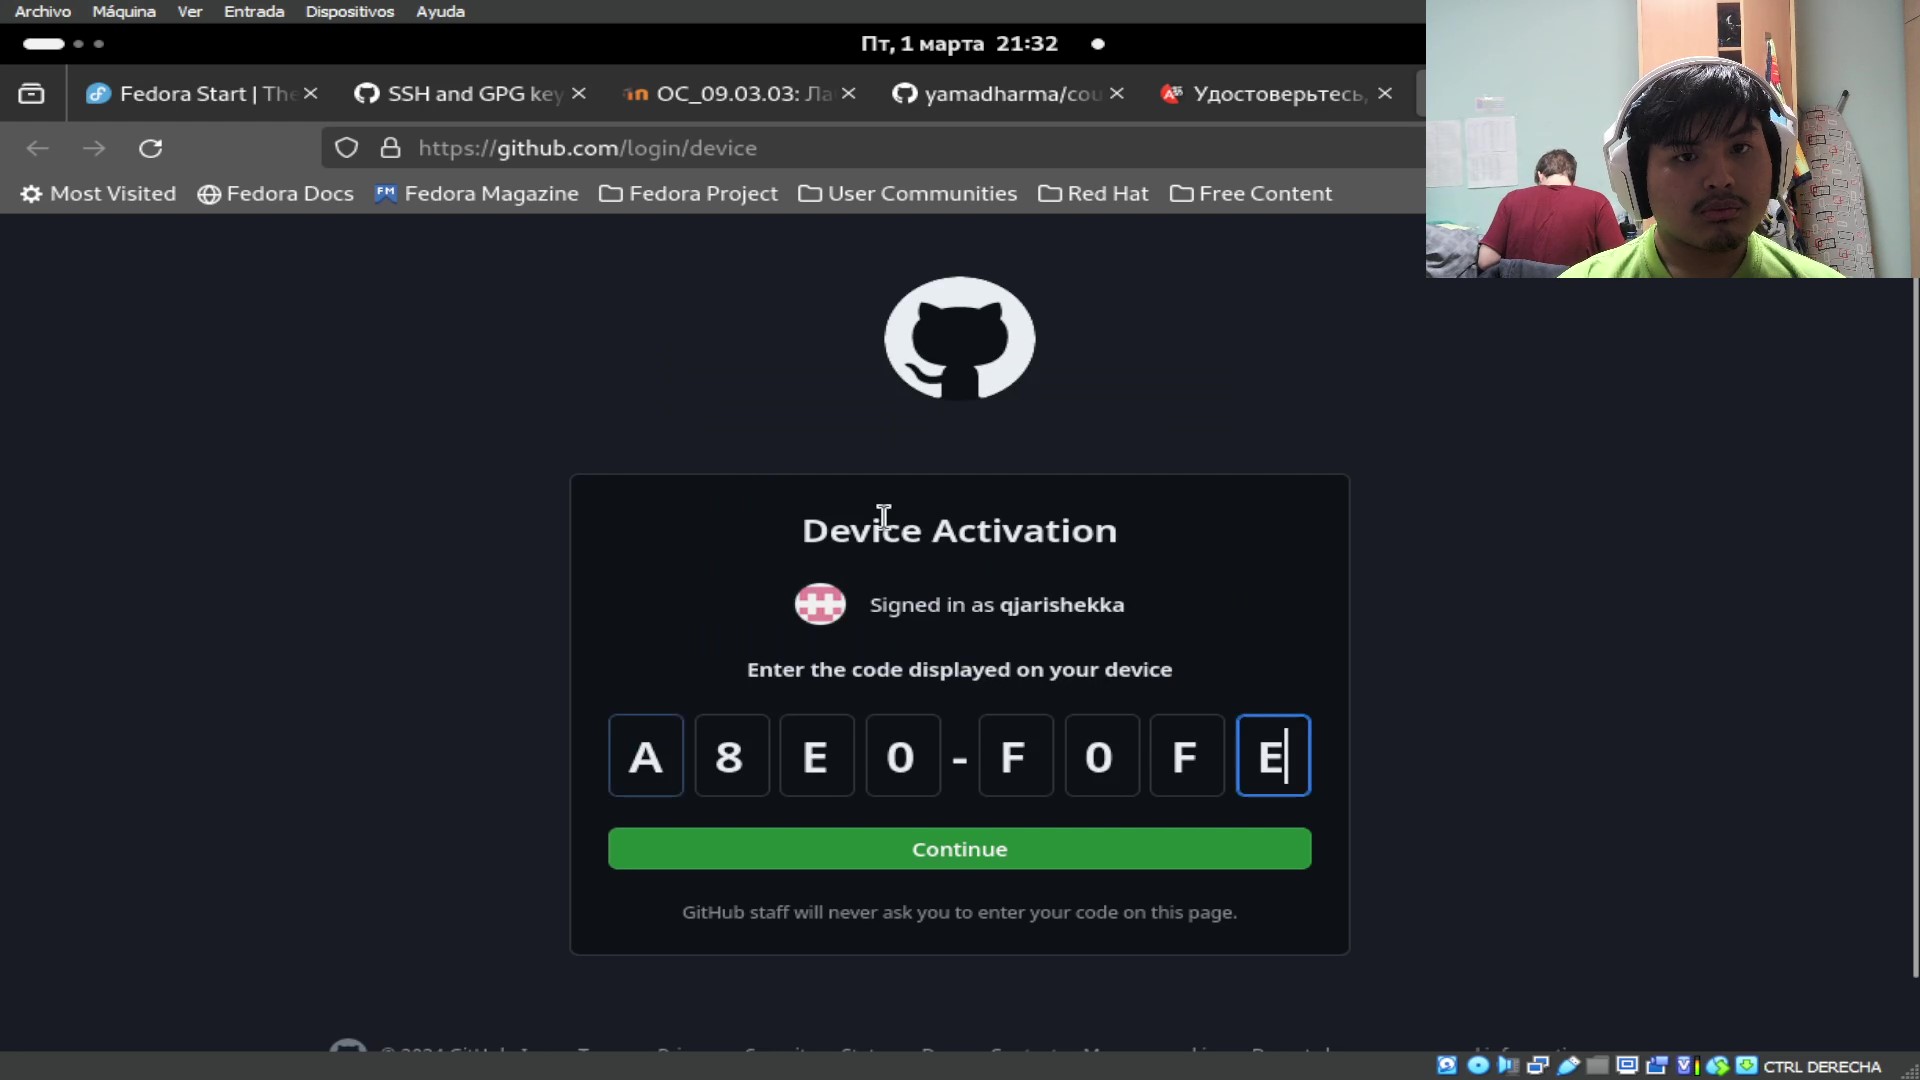 Archivo Máquina Ver Entrada Dispositivos Ayuda
Пт, 1 марта 21:32
Fedora Start | The
SSH and GPG key
ОС_09.03.03: Ла
yamadharma/cou
Удостоверьтесь,
https://github.com/login/device
Most Visited Fedora Docs Fedora Magazine Fedora Project User Communities Red Hat Free Content
Device Activation
Signed in as qjarishekka
Enter the code displayed on your device
A 8 E 0 - F 0 F E
Continue
GitHub staff will never ask you to enter your code on this page.
CTRL DERECHA